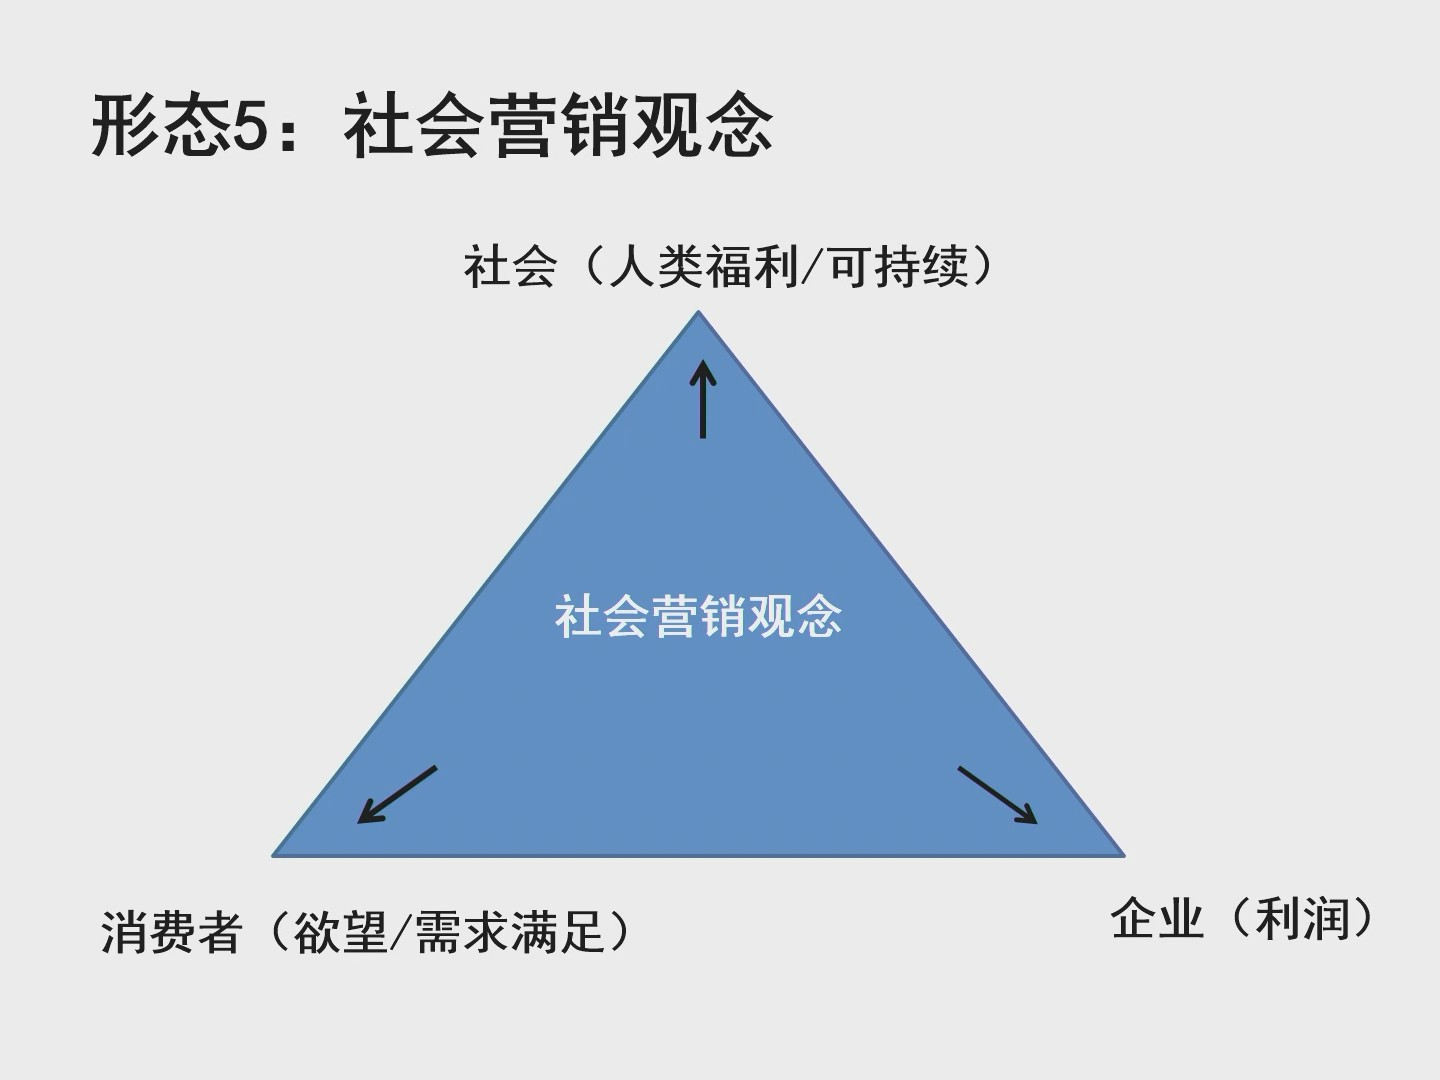 形态5：社会营销观念
社会（人类福利/可持续）
社会营销观念
消费者（欲望/需求满足）
企业（利润）